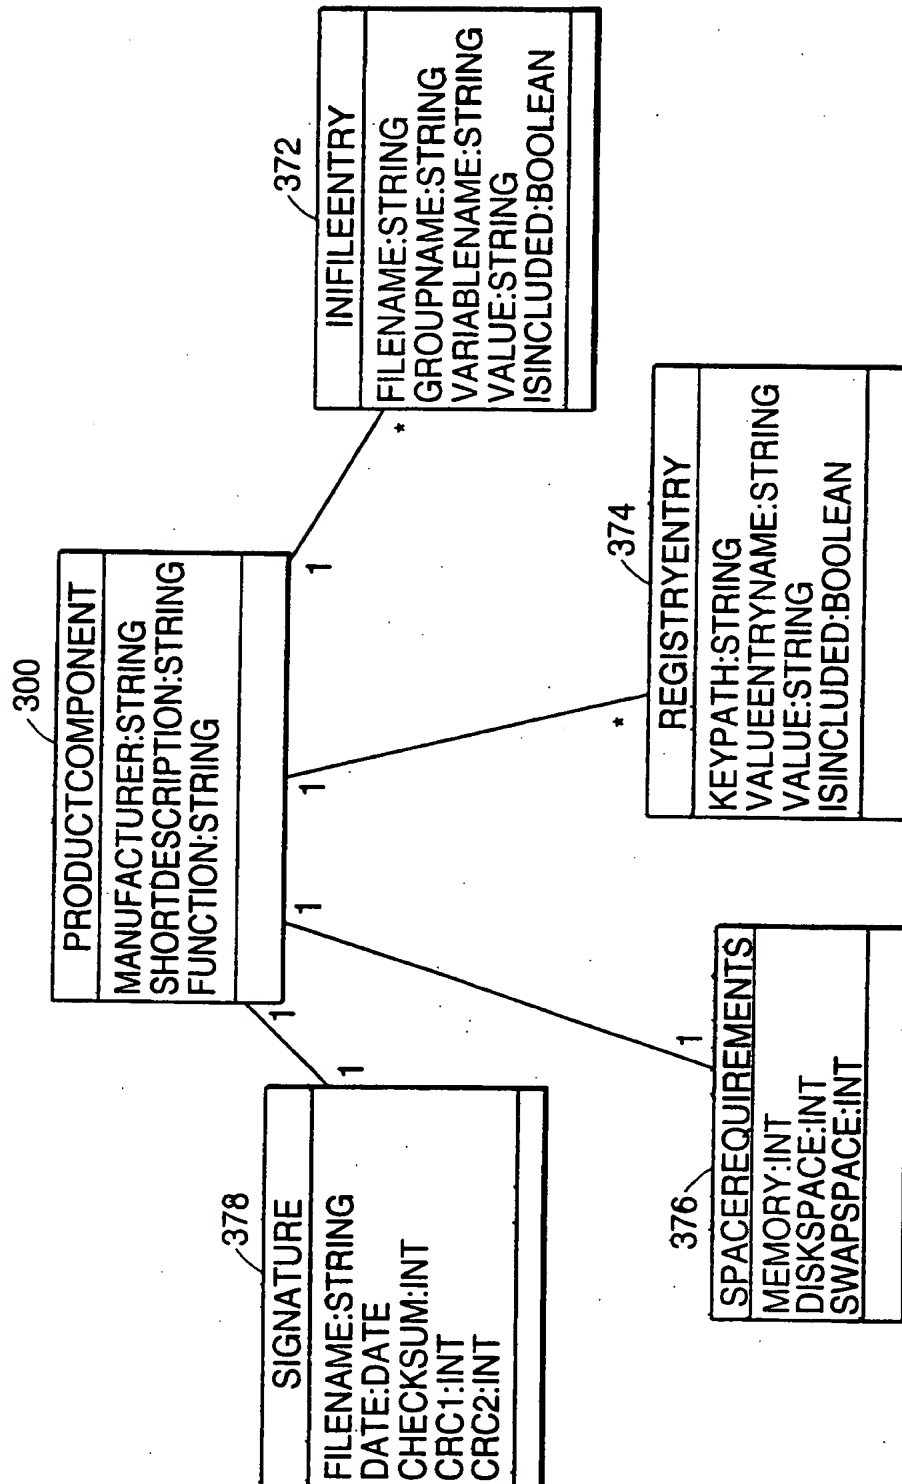 300
PRODUCTCOMPONENT
MANUFACTURER:STRING
SHORTDESCRIPTION:STRING
FUNCTION:STRING
1
1
1
1
378
SIGNATURE
FILENAME:STRING
DATE:DATE
CHECKSUM:INT
CRC1:INT
CRC2:INT
1
376
SPACEREQUIREMENTS
MEMORY:INT
DISKSPACE:INT
SWAPSPACE:INT
1
374
REGISTRYENTRY
KEYPATH:STRING
VALUEENTRYNAME:STRING
VALUE:STRING
ISINCLUDED:BOOLEAN
*
372
INIFILEENTRY
FILENAME:STRING
GROUPNAME:STRING
VARIABLENAME:STRING
VALUE:STRING
ISINCLUDED:BOOLEAN
*